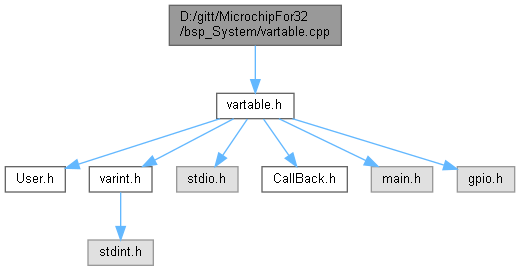 D:/gitt/MicrochipFor32
/bsp_System/vartable.cpp
vartable.h
User.h
varint.h
stdio.h
CallBack.h
main.h
gpio.h
stdint.h